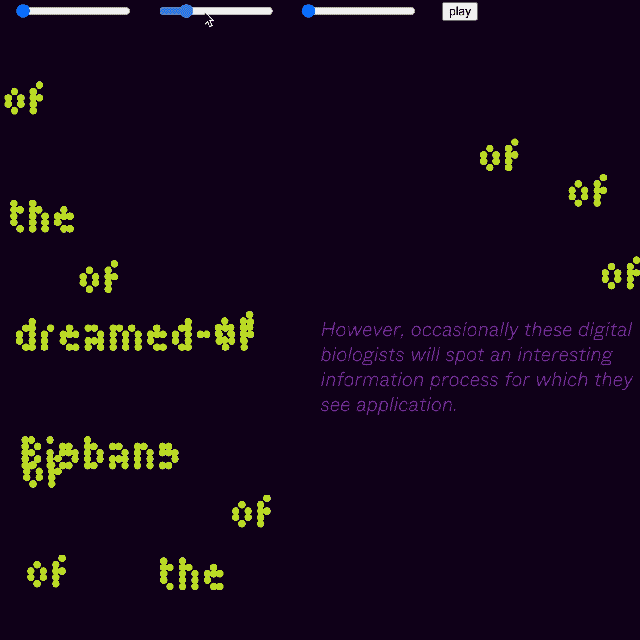 play
of
of
of
the
of
of
dreamed-of
However, occasionally these digital
biologists will spot an interesting
information process for which they
see application.
of
of
the